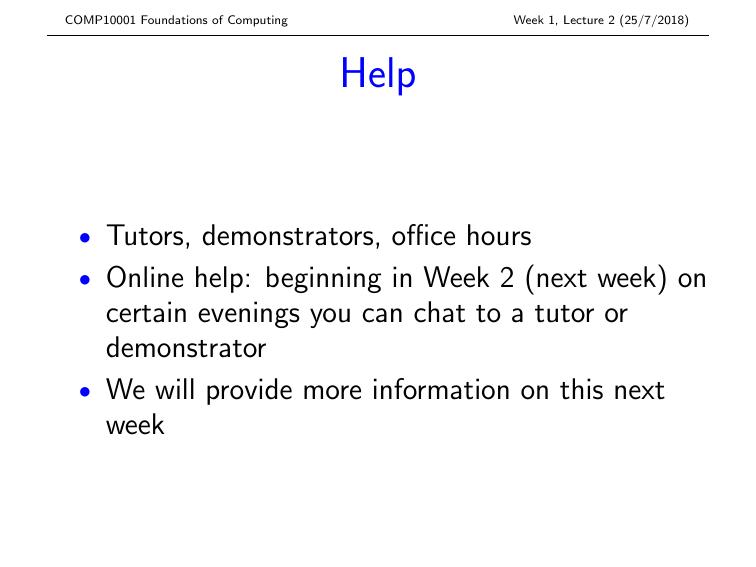 COMP10001 Foundations of Computing Week 1, Lecture 2 (25/7/2018)
Help
• Tutors, demonstrators, office hours
• Online help: beginning in Week 2 (next week) on
certain evenings you can chat to a tutor or
demonstrator
• We will provide more information on this next
week